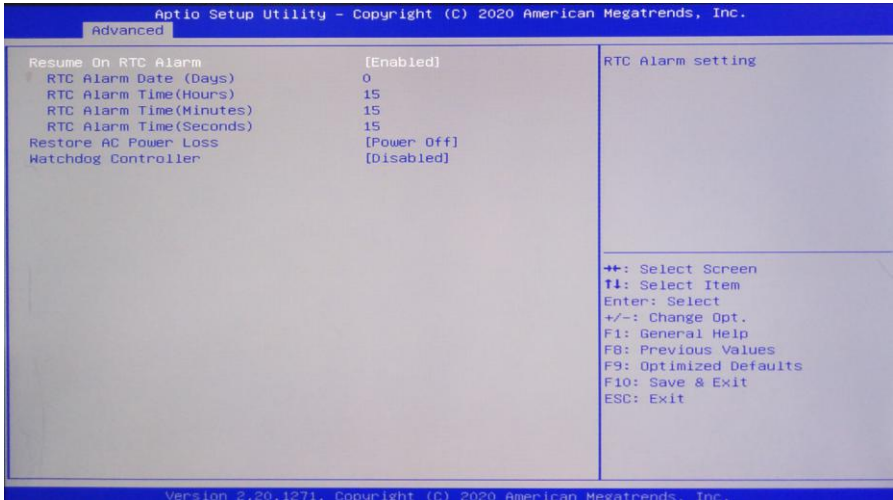 Aptio Setup Utility – Copyright (C) 2020 American Megatrends, Inc.
Advanced
Resume On RTC Alarm [Enabled]
RTC Alarm Date (Days) 0
RTC Alarm Time(Hours) 15
RTC Alarm Time(Minutes) 15
RTC Alarm Time(Seconds) 15
Restore AC Power Loss [Power Off]
Watchdog Controller [Disabled]
RTC Alarm setting
→←: Select Screen
↑↓: Select Item
Enter: Select
+/-: Change Opt.
F1: General Help
F8: Previous Values
F9: Optimized Defaults
F10: Save & Exit
ESC: Exit
Version 2.20.1271. Copyright (C) 2020 American Megatrends, Inc.